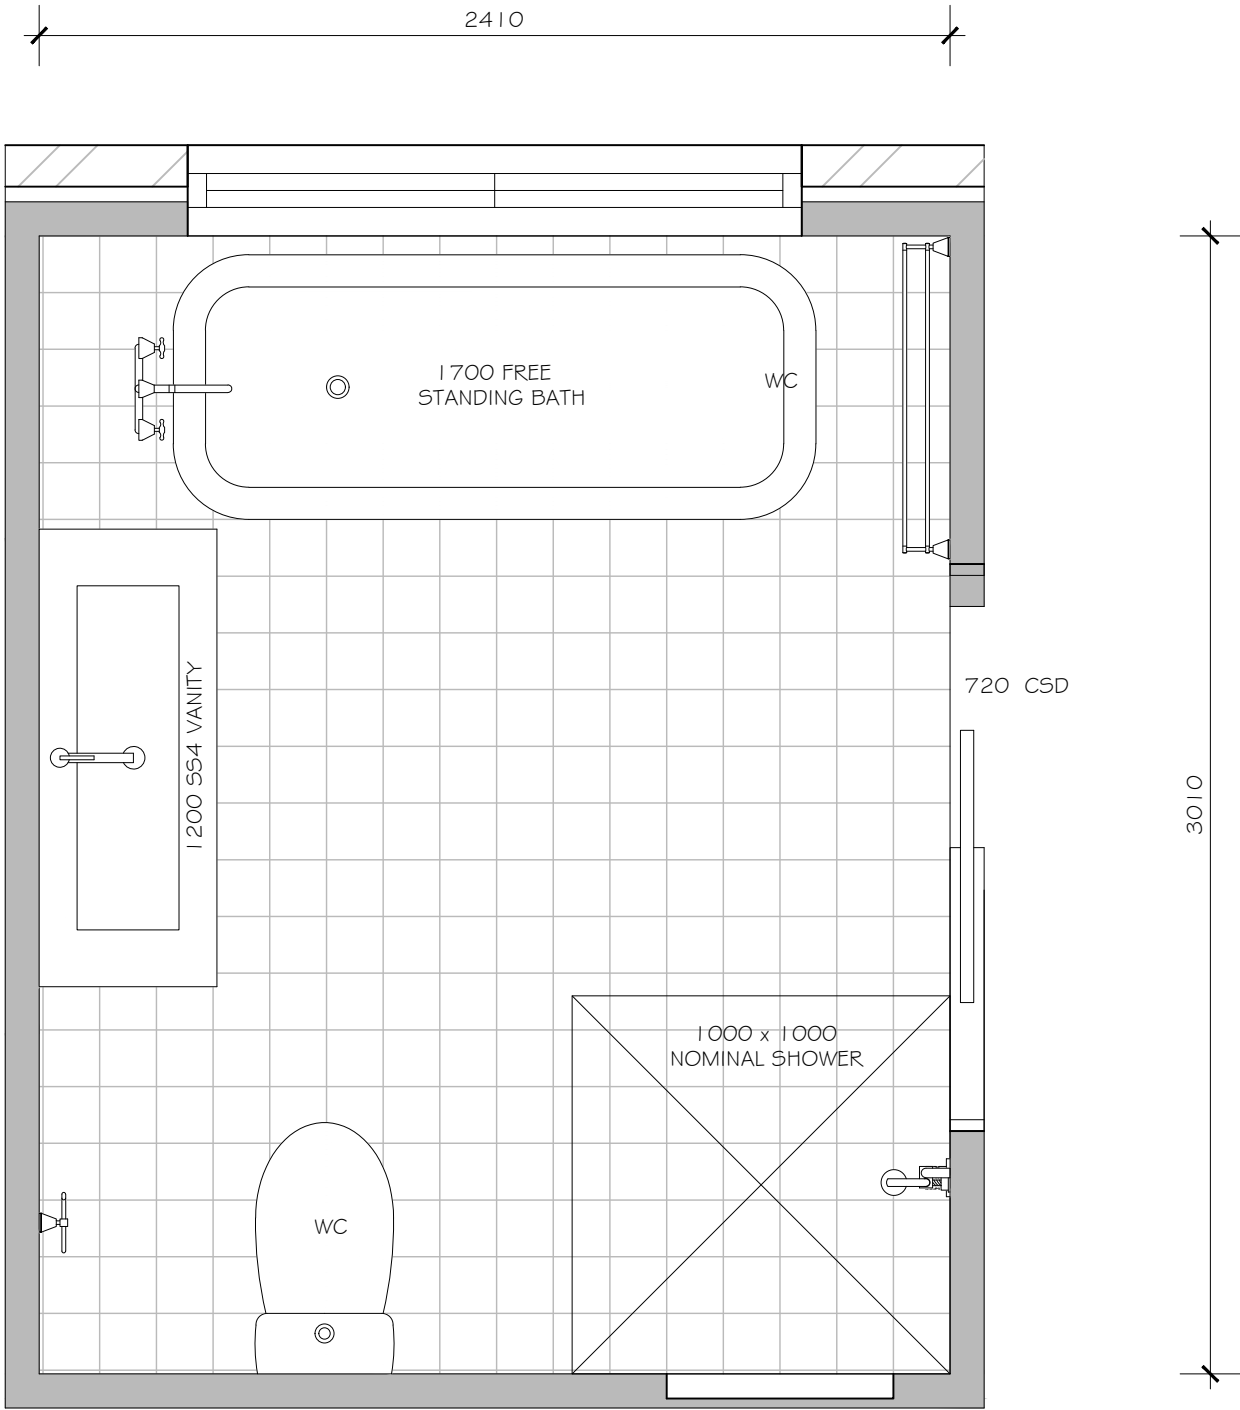 2410
1700 FREE
STANDING BATH
WC
720 CSD
1200 SS4 VANITY
3010
1000 x 1000
NOMINAL SHOWER
WC